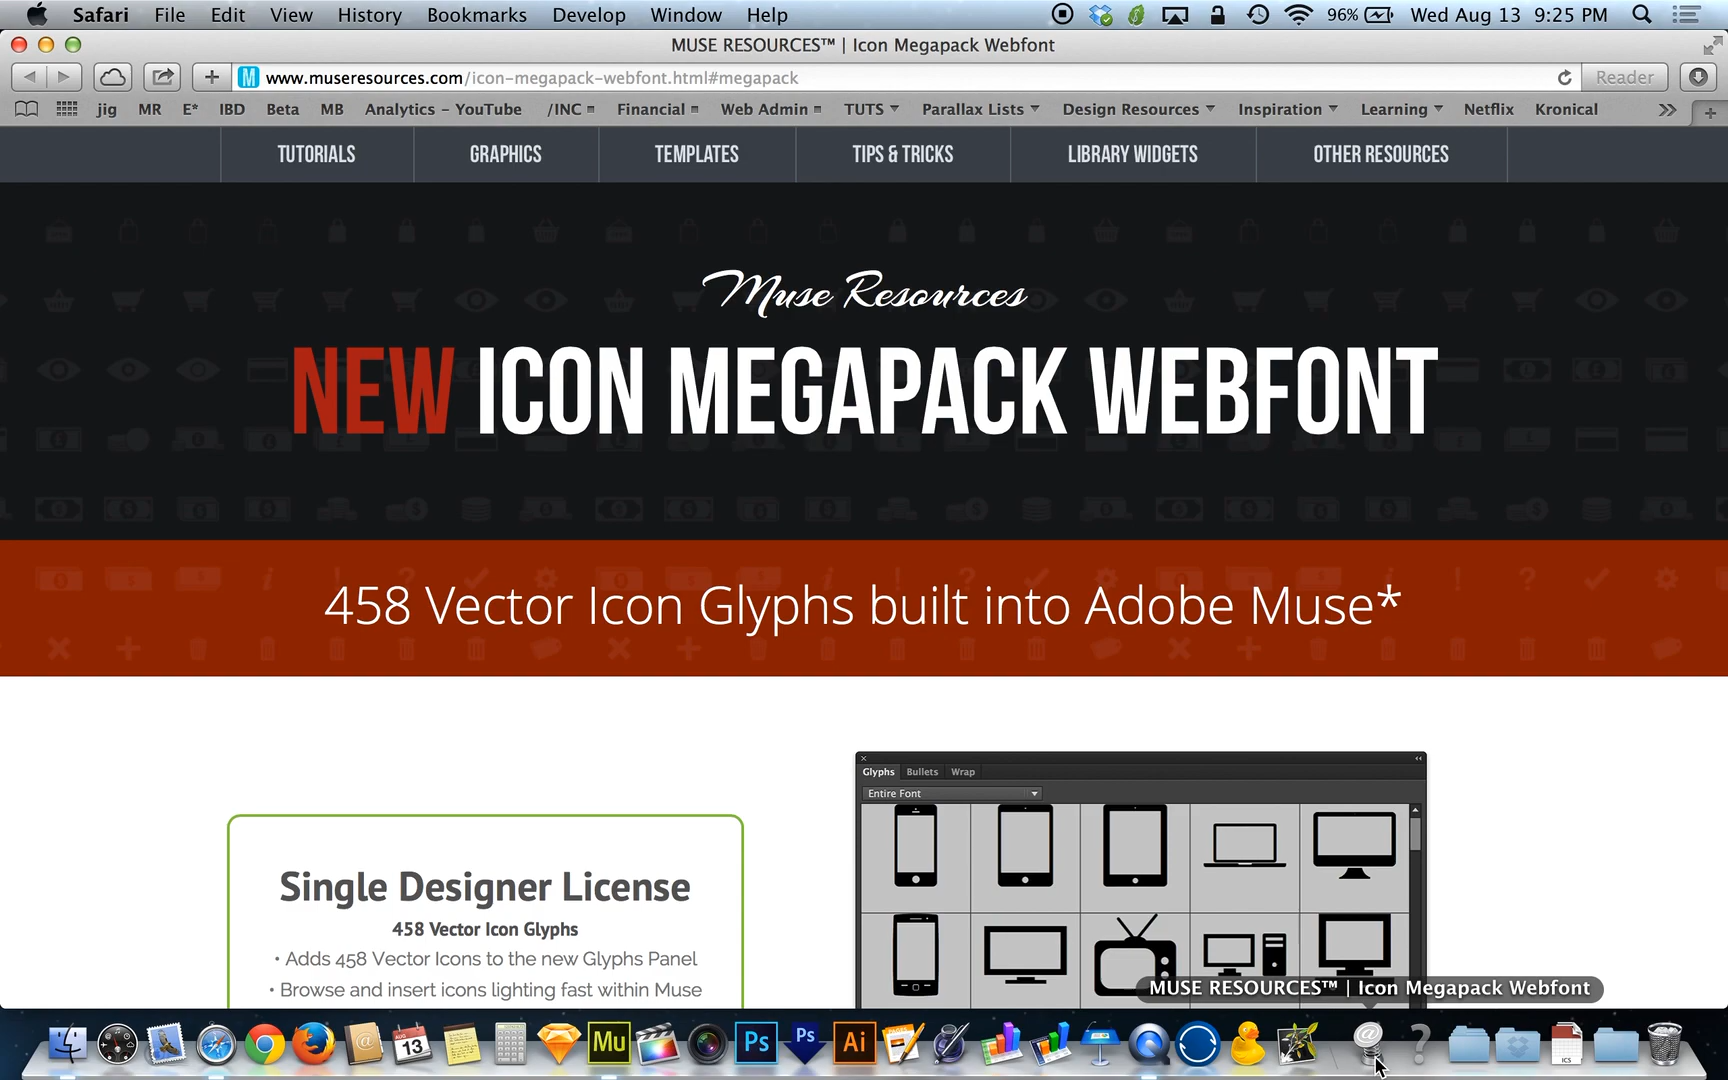 Safari File Edit View History Bookmarks Develop Window Help 96% Wed Aug 13 9:25 PM
MUSE RESOURCES™ | Icon Megapack Webfont
www.museresources.com/icon-megapack-webfont.html#megapack Reader
jig MR E* IBD Beta MB Analytics – YouTube /INC Financial Web Admin TUTS Parallax Lists Design Resources Inspiration Learning Netflix Kronical
TUTORIALS GRAPHICS TEMPLATES TIPS & TRICKS LIBRARY WIDGETS OTHER RESOURCES
Muse Resources
NEW ICON MEGAPACK WEBFONT
458 Vector Icon Glyphs built into Adobe Muse*
Glyphs Bullets Wrap
Entire Font
Single Designer License
458 Vector Icon Glyphs
• Adds 458 Vector Icons to the new Glyphs Panel
• Browse and insert icons lighting fast within Muse
MUSE RESOURCES™ | Icon Megapack Webfont
13 Mu Ps Ps Ai ICS